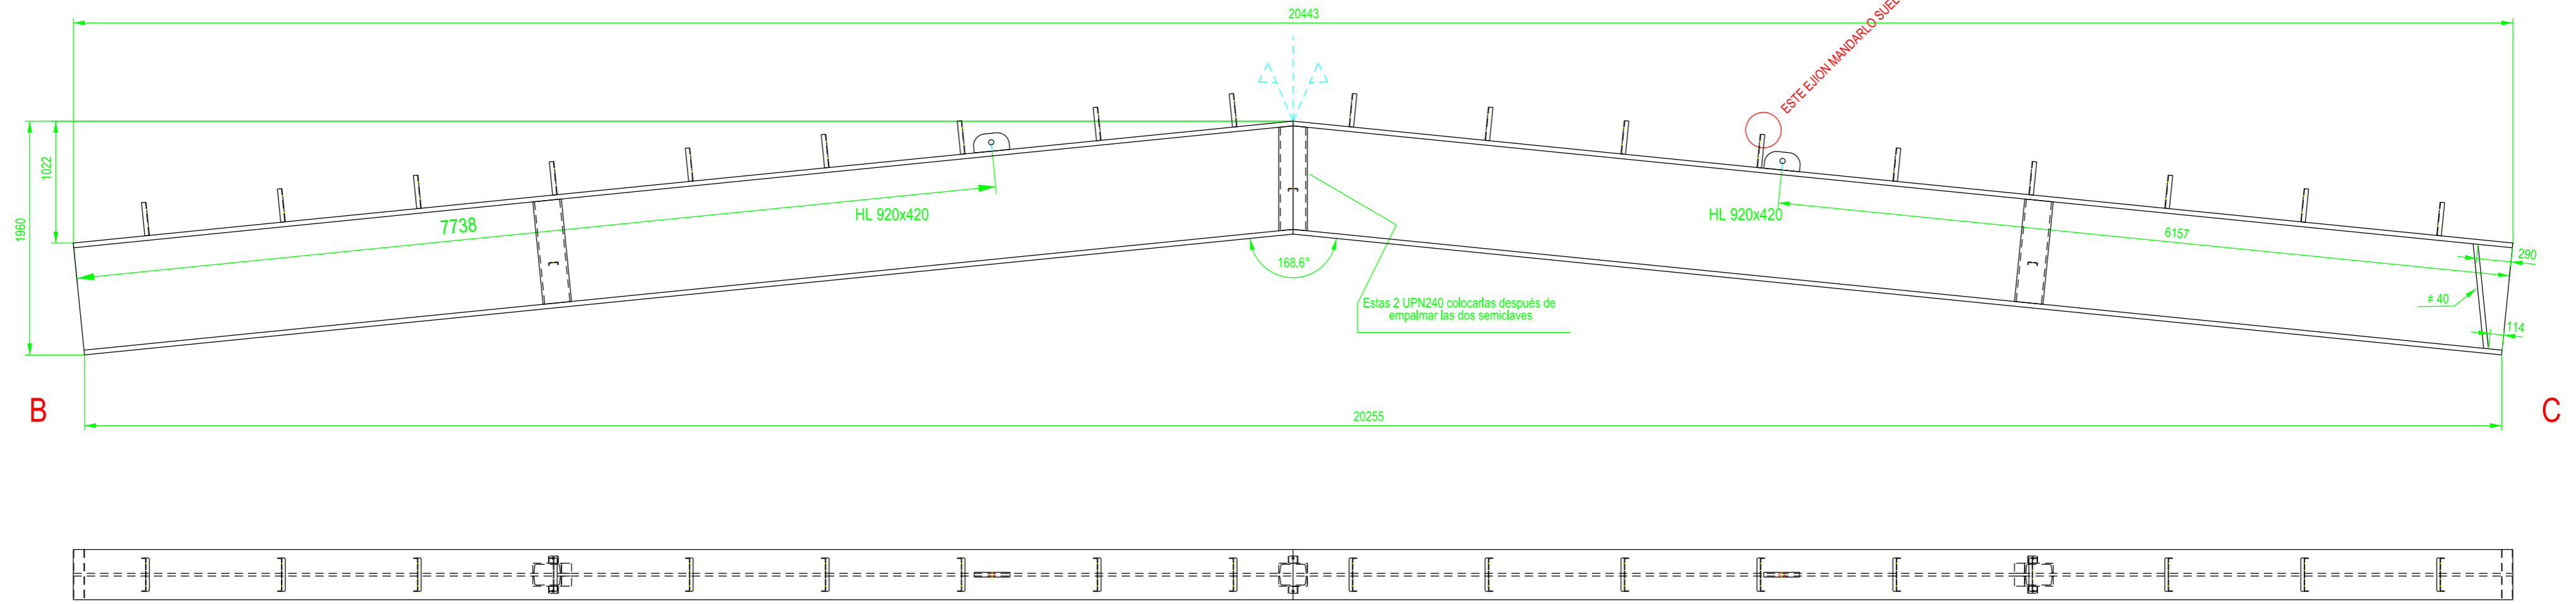 20443
ESTE EJION MANDARLO
1022
1960
7738
HL 920x420
HL 920x420
6157
290
168.6°
≠ 40
Estas 2 UPN240 colocarlas después de
empalmar las dos semiclaves
114
B
C
20255